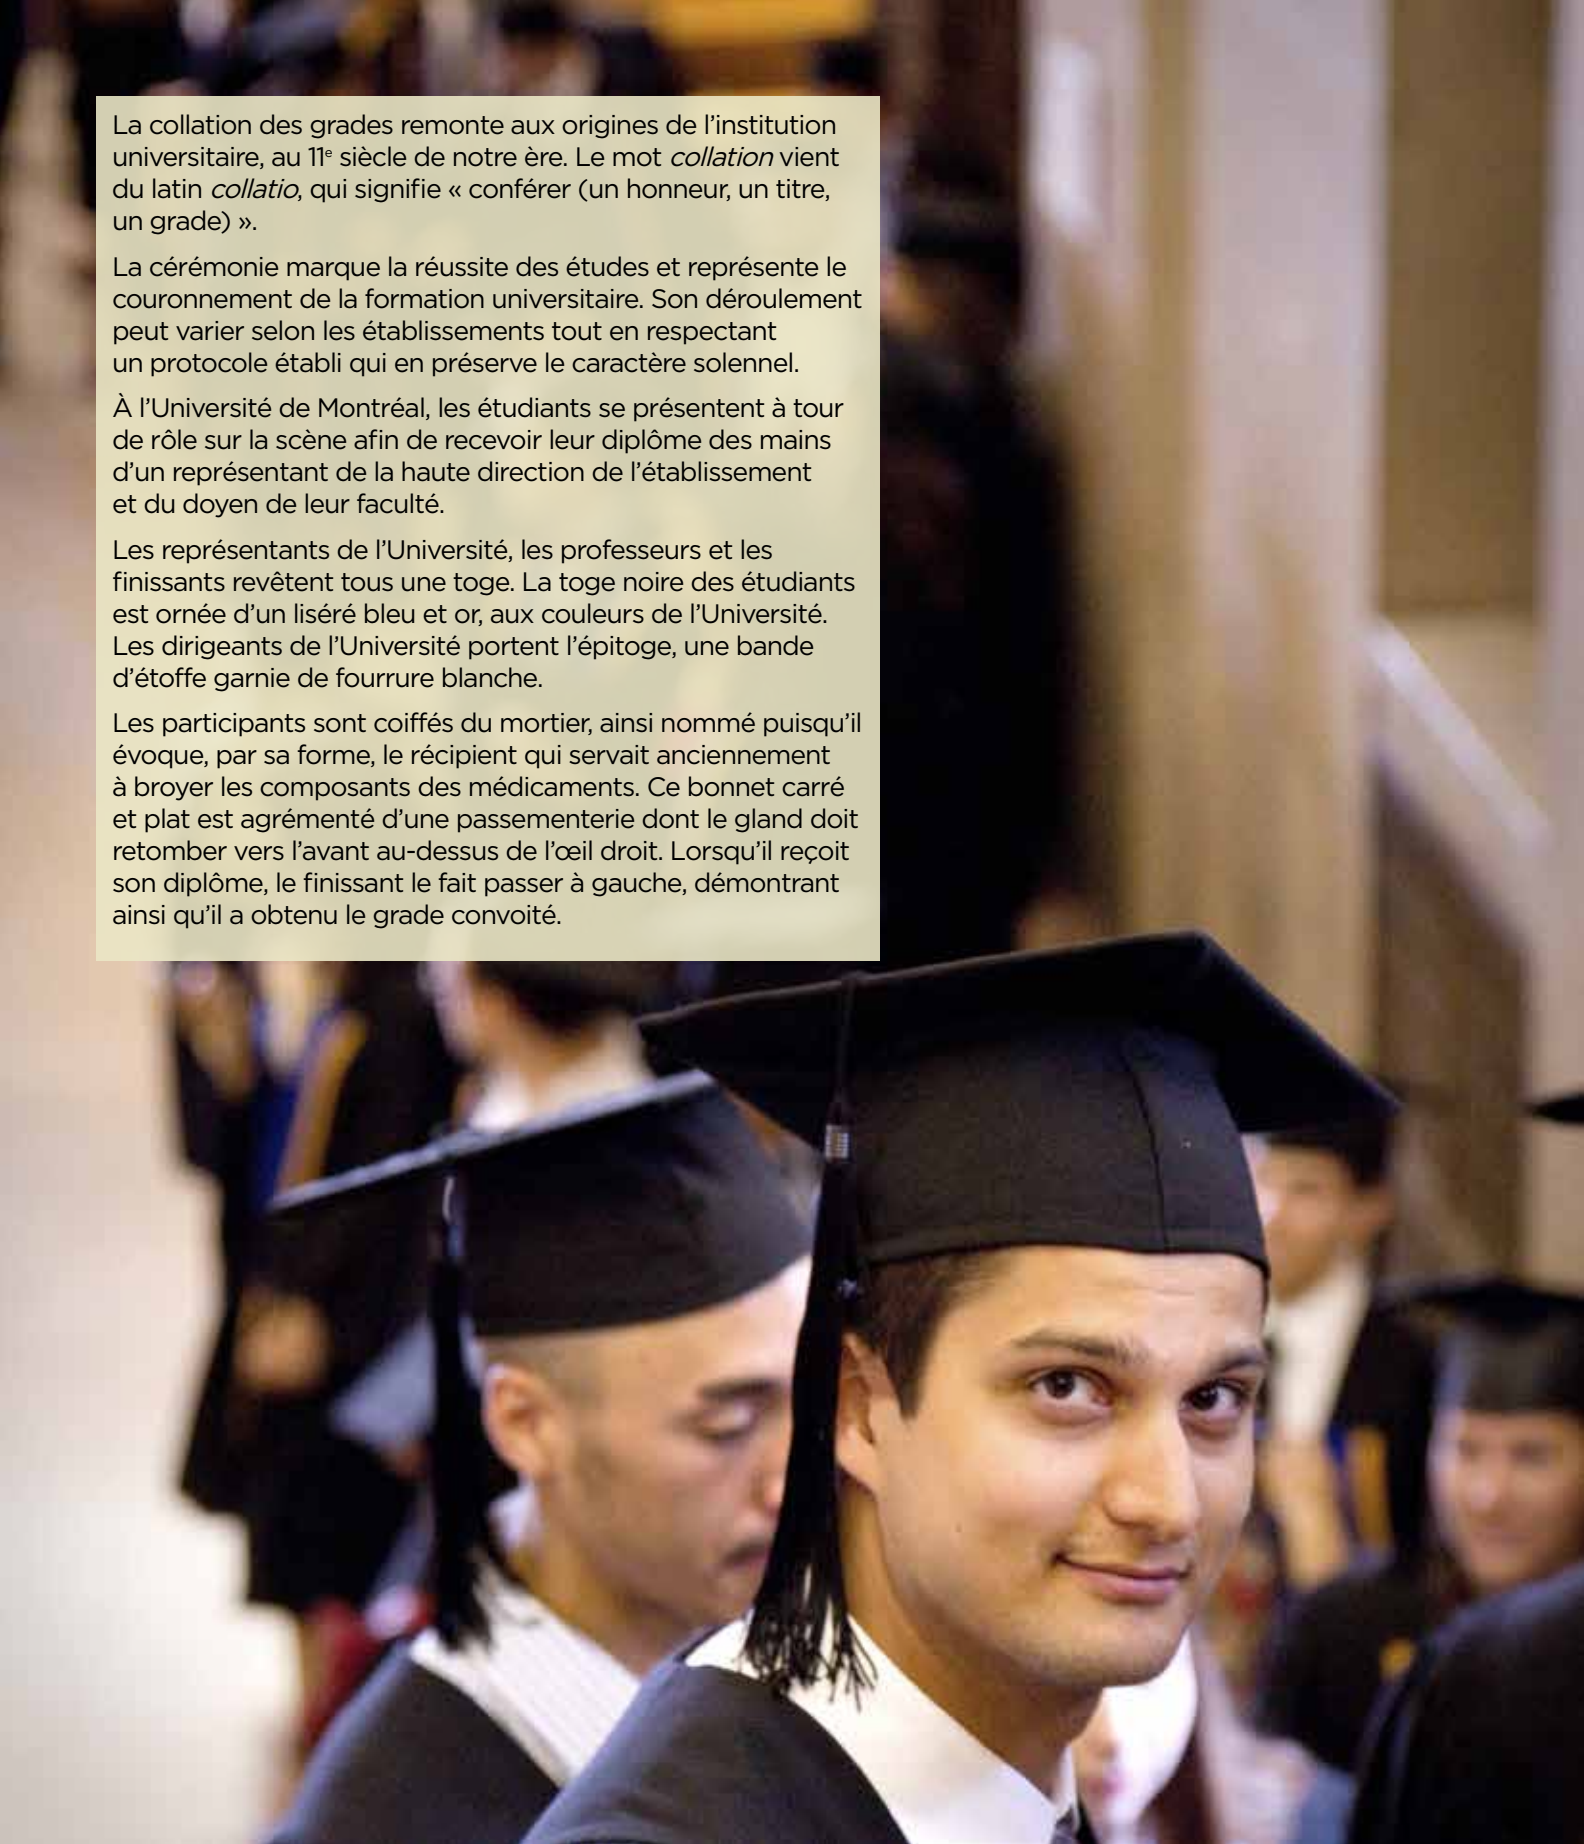 La collation des grades remonte aux origines de l’institution
universitaire, au 11e siècle de notre ère. Le mot collation vient
du latin collatio, qui signifie « conférer (un honneur, un titre,
un grade) ».
La cérémonie marque la réussite des études et représente le
couronnement de la formation universitaire. Son déroulement
peut varier selon les établissements tout en respectant
un protocole établi qui en préserve le caractère solennel.
À l’Université de Montréal, les étudiants se présentent à tour
de rôle sur la scène afin de recevoir leur diplôme des mains
d’un représentant de la haute direction de l’établissement
et du doyen de leur faculté.
Les représentants de l’Université, les professeurs et les
finissants revêtent tous une toge. La toge noire des étudiants
est ornée d’un liséré bleu et or, aux couleurs de l’Université.
Les dirigeants de l’Université portent l’épitoge, une bande
d’étoffe garnie de fourrure blanche.
Les participants sont coiffés du mortier, ainsi nommé puisqu’il
évoque, par sa forme, le récipient qui servait anciennement
à broyer les composants des médicaments. Ce bonnet carré
et plat est agrémenté d’une passementerie dont le gland doit
retomber vers l’avant au-dessus de l’œil droit. Lorsqu’il reçoit
son diplôme, le finissant le fait passer à gauche, démontrant
ainsi qu’il a obtenu le grade convoité.